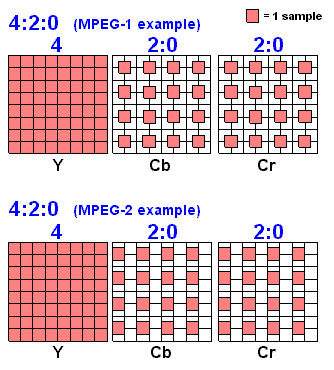 = 1 sample
4:2:0 (MPEG-1 example)
4 2:0 2:0
Y Cb Cr
4:2:0 (MPEG-2 example)
4 2:0 2:0
Y Cb Cr